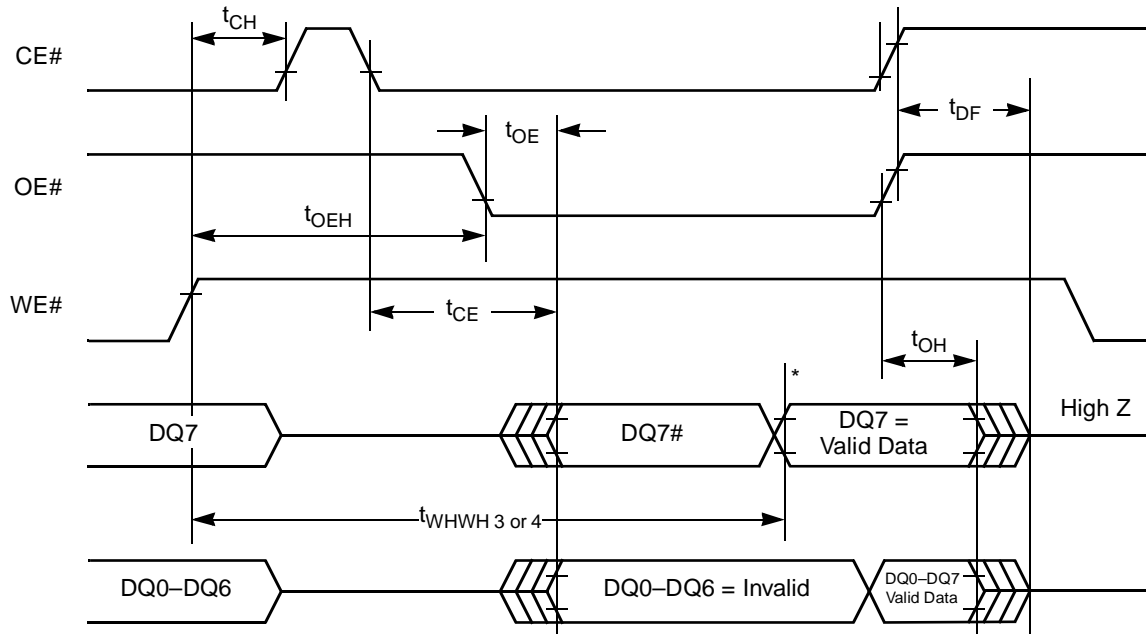 tCH
CE#
tDF
tOE
OE#
tOEH
WE#
tCE
tOH
*
High Z
DQ7
DQ7#
DQ7 =
Valid Data
tWHWH 3 or 4
DQ0–DQ6
DQ0–DQ6 = Invalid
DQ0–DQ7
Valid Data